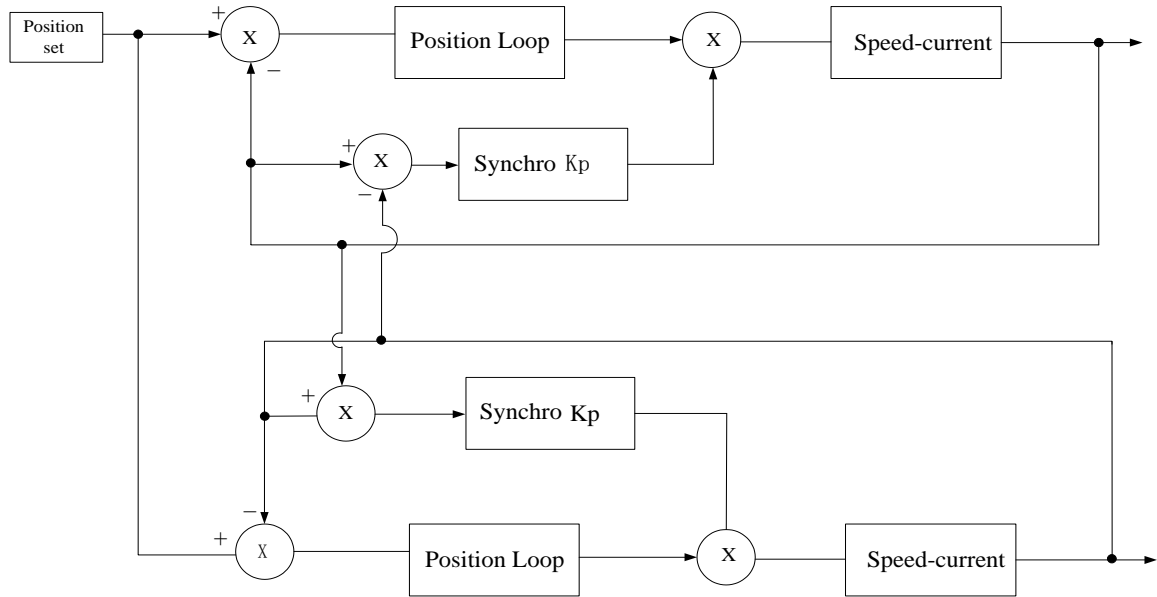 Position
set
+
X
−
Position Loop
X
Speed-current
+
X
−
Synchro Kp
+
X
Synchro Kp
−
+
X
Position Loop
X
Speed-current